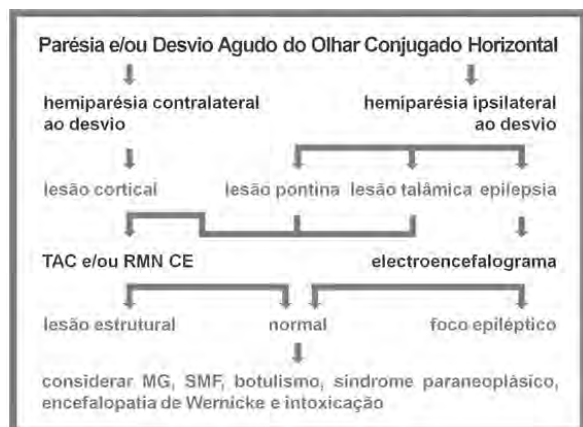 Parésia e/ou Desvio Agudo do Olhar Conjugado Horizontal
hemiparésia contralateral hemiparésia ipsilateral
ao desvio ao desvio
lesão cortical lesão pontina lesão talâmica epilepsia
TAC e/ou RMN CE electroencefalograma
lesão estrutural normal foco epiléptico
considerar MG, SMF, botulismo, síndrome paraneoplásico,
encefalopatia de Wernicke e intoxicação